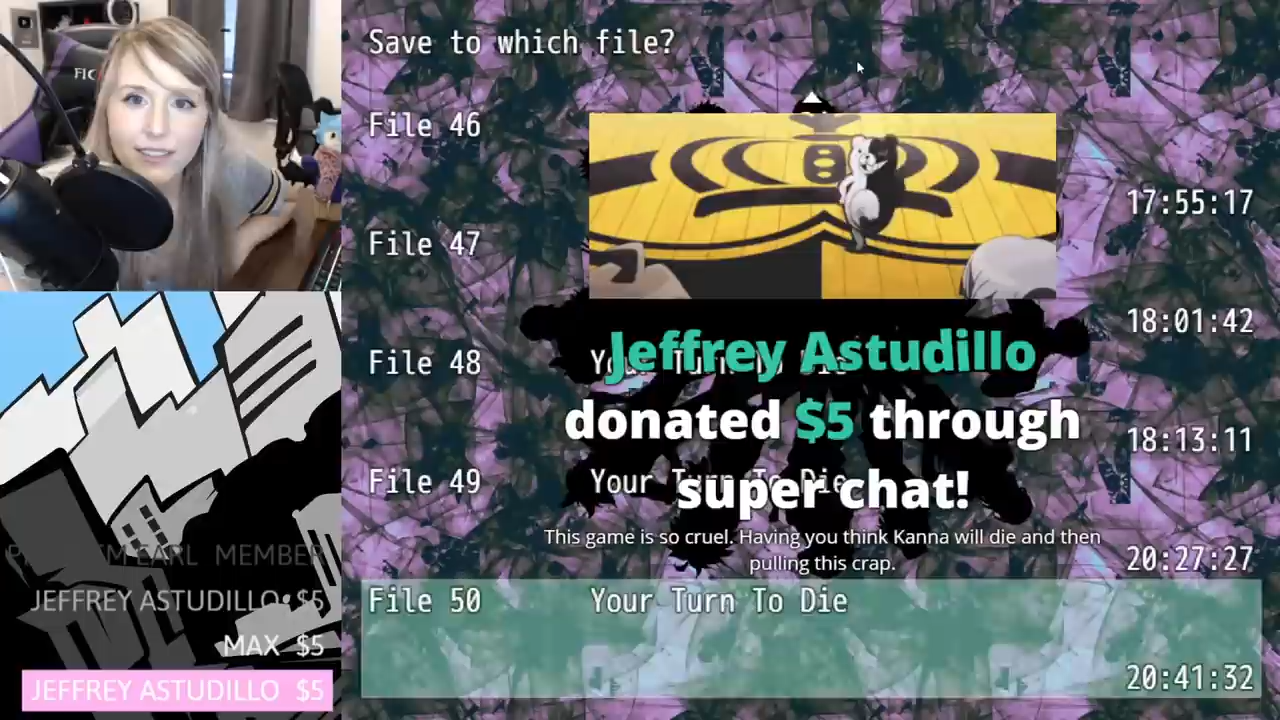 Save to which file?
File 46
17:55:17
File 47
18:01:42
Jeffrey Astudillo
File 48
donated $5 through
18:13:11
File 49 Your Turn To Die
super chat!
This game is so cruel. Having you think Kanna will die and then
pulling this crap.
20:27:27
File 50 Your Turn To Die
20:41:32
MEMBER
JEFFREY ASTUDILLO $5
MAX $5
JEFFREY ASTUDILLO $5